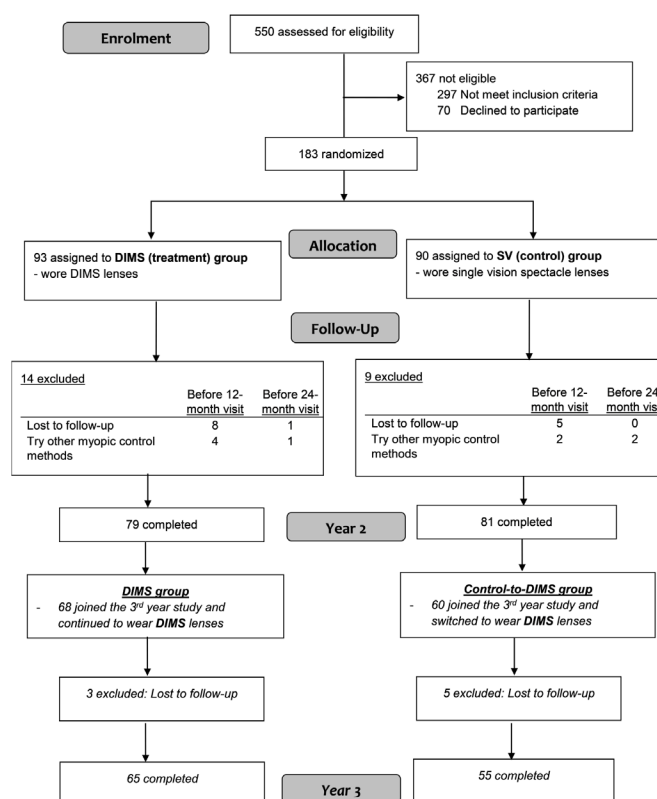 Enrolment
550 assessed for eligibility
367 not eligible
297 Not meet inclusion criteria
70 Declined to participate
183 randomized
Allocation
93 assigned to DIMS (treatment) group
- wore DIMS lenses
90 assigned to SV (control) group
- wore single vision spectacle lenses
Follow-Up
14 excluded
Before 12-
month visit
Before 24-
month visit
Lost to follow-up 8 1
Try other myopic control 4 1
methods
9 excluded
Before 12-
month visit
Before 24
month vis
Lost to follow-up 5 0
Try other myopic control 2 2
methods
79 completed
Year 2
81 completed
DIMS group
- 68 joined the 3rd year study and
continued to wear DIMS lenses
Control-to-DIMS group
- 60 joined the 3rd year study and
switched to wear DIMS lenses
3 excluded: Lost to follow-up
5 excluded: Lost to follow-up
65 completed
Year 3
55 completed